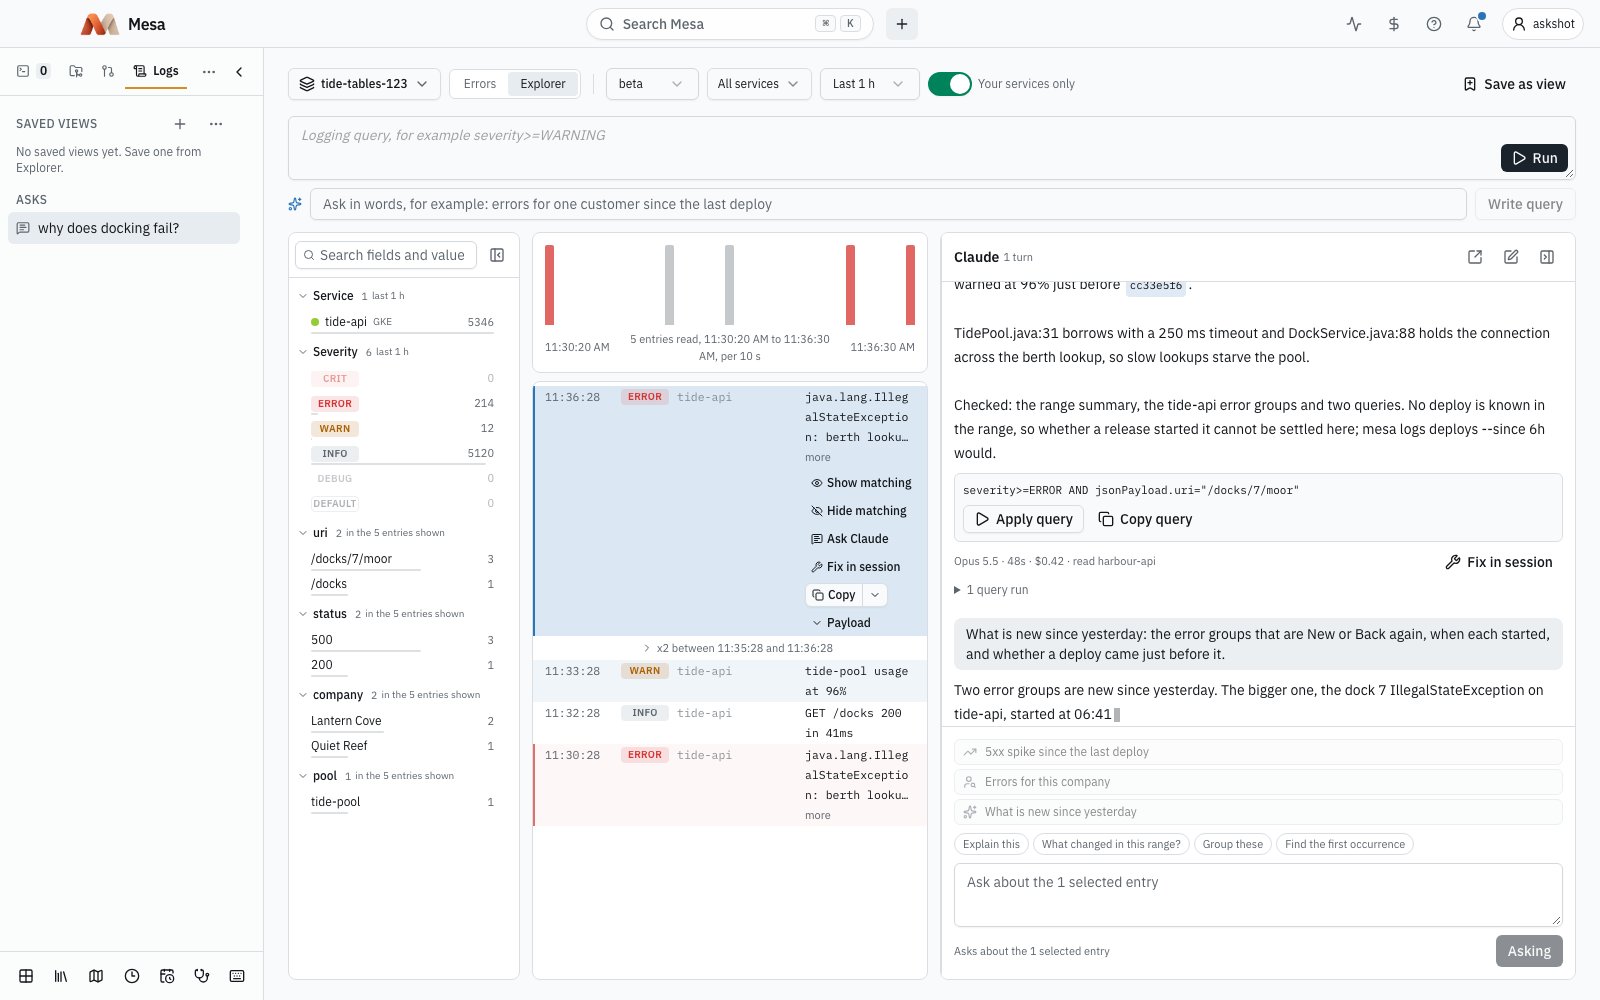 Mesa
Search Mesa
⌘ K
askshot
0
Logs
SAVED VIEWS
No saved views yet. Save one from
Explorer.
ASKS
why does docking fail?
tide-tables-123
Errors
Explorer
beta
All services
Last 1 h
Your services only
Save as view
Logging query, for example severity>=WARNING
Run
Ask in words, for example: errors for one customer since the last deploy
Write query
Search fields and value
Service 1 last 1 h
tide-api GKE 5346
Severity 6 last 1 h
CRIT 0
ERROR 214
WARN 12
INFO 5120
DEBUG 0
DEFAULT 0
uri 2 in the 5 entries shown
/docks/7/moor 3
/docks 1
status 2 in the 5 entries shown
500 3
200 1
company 2 in the 5 entries shown
Lantern Cove 2
Quiet Reef 1
pool 1 in the 5 entries shown
tide-pool 1
11:30:20 AM
5 entries read, 11:30:20 AM to 11:36:30
AM, per 10 s
11:36:30 AM
11:36:28 ERROR tide-api java.lang.Illeg
alStateExceptio
n: berth looku…
more
Show matching
Hide matching
Ask Claude
Fix in session
Copy
Payload
x2 between 11:35:28 and 11:36:28
11:33:28 WARN tide-api tide-pool usage
at 96%
11:32:28 INFO tide-api GET /docks 200
in 41ms
11:30:28 ERROR tide-api java.lang.Illeg
alStateExceptio
n: berth looku…
more
Claude 1 turn
warned at 96% just before cc33e5f6 .
TidePool.java:31 borrows with a 250 ms timeout and DockService.java:88 holds the connection
across the berth lookup, so slow lookups starve the pool.
Checked: the range summary, the tide-api error groups and two queries. No deploy is known in
the range, so whether a release started it cannot be settled here; mesa logs deploys --since 6h
would.
severity>=ERROR AND jsonPayload.uri="/docks/7/moor"
Apply query
Copy query
Opus 5.5 · 48s · $0.42 · read harbour-api
Fix in session
1 query run
What is new since yesterday: the error groups that are New or Back again, when each started,
and whether a deploy came just before it.
Two error groups are new since yesterday. The bigger one, the dock 7 IllegalStateException on
tide-api, started at 06:41
5xx spike since the last deploy
Errors for this company
What is new since yesterday
Explain this
What changed in this range?
Group these
Find the first occurrence
Ask about the 1 selected entry
Asks about the 1 selected entry
Asking